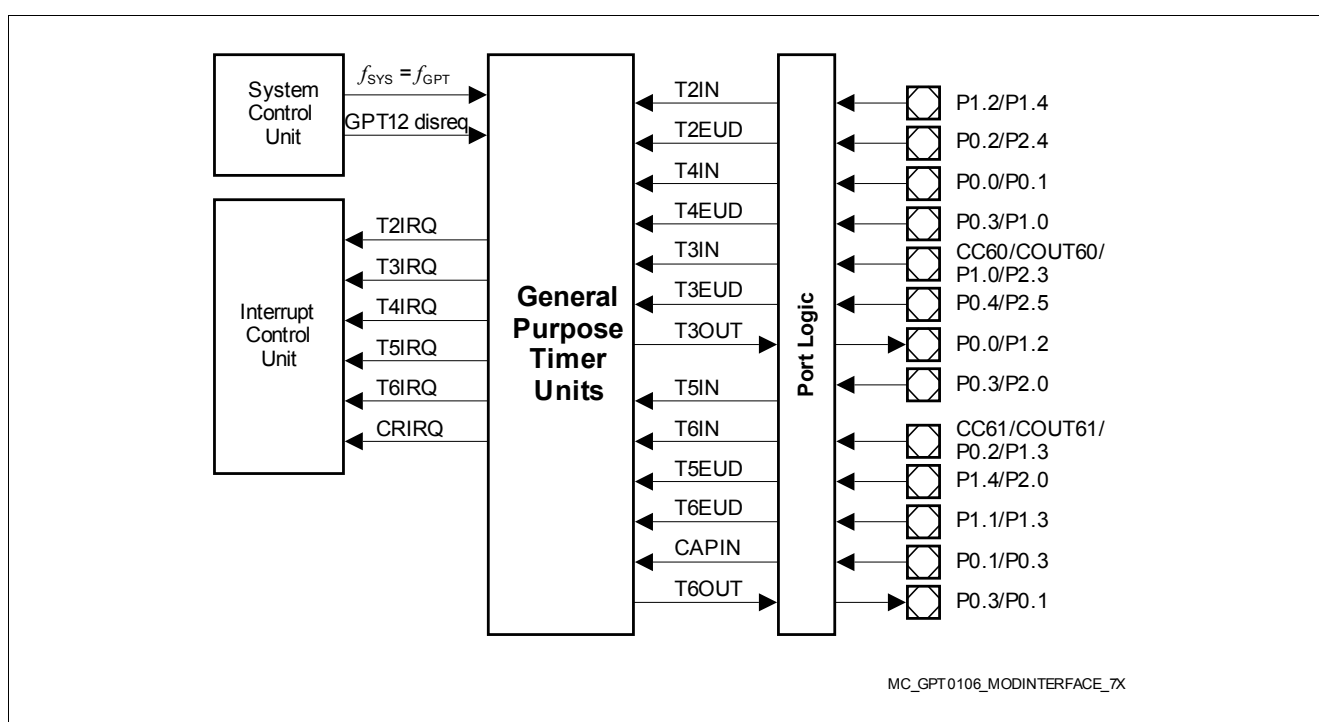 System
Control
Unit
fSYS = fGPT
GPT12 disreq
Interrupt
Control
Unit
T2IRQ
T3IRQ
T4IRQ
T5IRQ
T6IRQ
CRIRQ
General
Purpose
Timer
Units
T2IN
T2EUD
T4IN
T4EUD
T3IN
T3EUD
T3OUT
T5IN
T6IN
T5EUD
T6EUD
CAPIN
T6OUT
Port Logic
P1.2/P1.4
P0.2/P2.4
P0.0/P0.1
P0.3/P1.0
CC60/COUT60/
P1.0/P2.3
P0.4/P2.5
P0.0/P1.2
P0.3/P2.0
CC61/COUT61/
P0.2/P1.3
P1.4/P2.0
P1.1/P1.3
P0.1/P0.3
P0.3/P0.1
MC_GPT0106_MODINTERFACE_7X